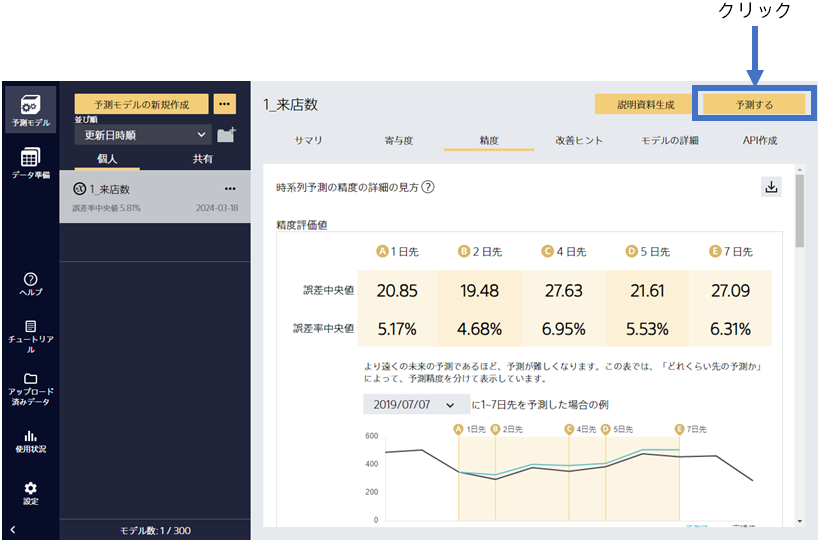 クリック
予測モデル
データ準備
ヘルプ
チュートリア
ル
アップロード
済みデータ
使用状況
設定
予測モデルの新規作成
並び順
更新日時順
個人
共有
1_来店数
誤差率中央値 5.81%
2024-03-18
モデル数: 1 / 300
1_来店数
説明資料生成
予測する
サマリ
寄与度
精度
改善ヒント
モデルの詳細
API作成
時系列予測の精度の詳細の見方?
精度評価値
A 1日先
B 2日先
C 4日先
D 5日先
E 7日先
誤差中央値 20.85 19.48 27.63 21.61 27.09
誤差率中央値 5.17% 4.68% 6.95% 5.53% 6.31%
より遠くの未来の予測であるほど、予測が難しくなります。この表では、「どれくらい先の予測か」
によって、予測精度を分けて表示しています。
2019/07/07 に1~7日先を予測した場合の例
A 1日先 B 2日先 C 4日先 D 5日先 E 7日先
600
400
200
0